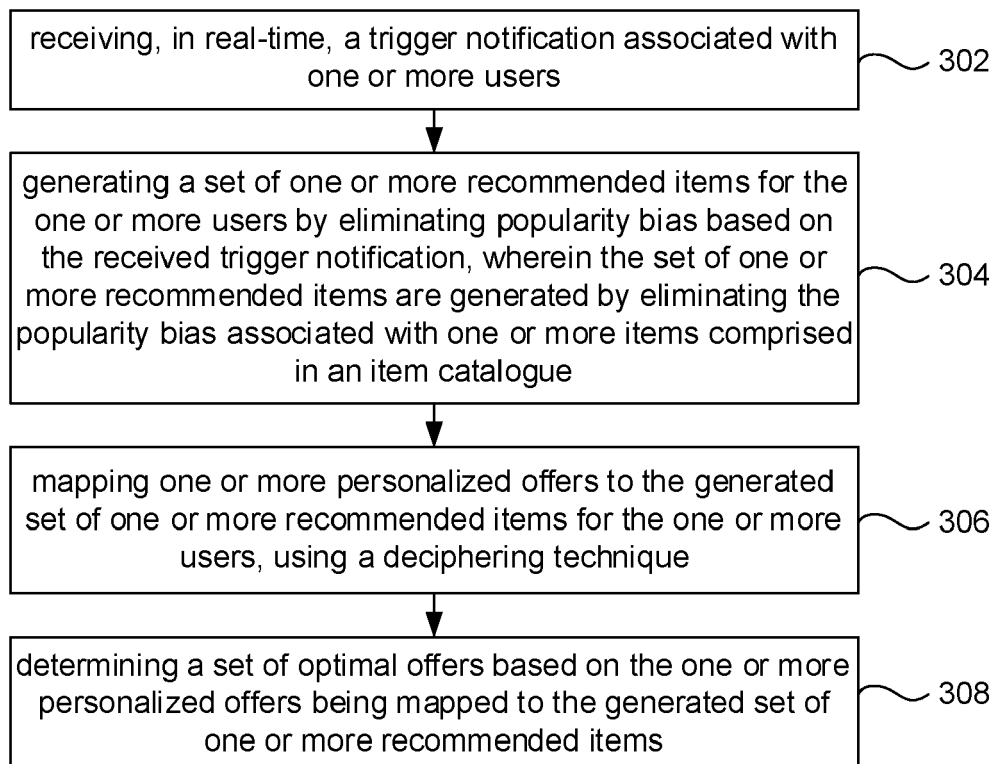 receiving, in real-time, a trigger notification associated with
one or more users
302
generating a set of one or more recommended items for the
one or more users by eliminating popularity bias based on
the received trigger notification, wherein the set of one or
more recommended items are generated by eliminating the
popularity bias associated with one or more items comprised
in an item catalogue
304
mapping one or more personalized offers to the generated
set of one or more recommended items for the one or more
users, using a deciphering technique
306
determining a set of optimal offers based on the one or more
personalized offers being mapped to the generated set of
one or more recommended items
308